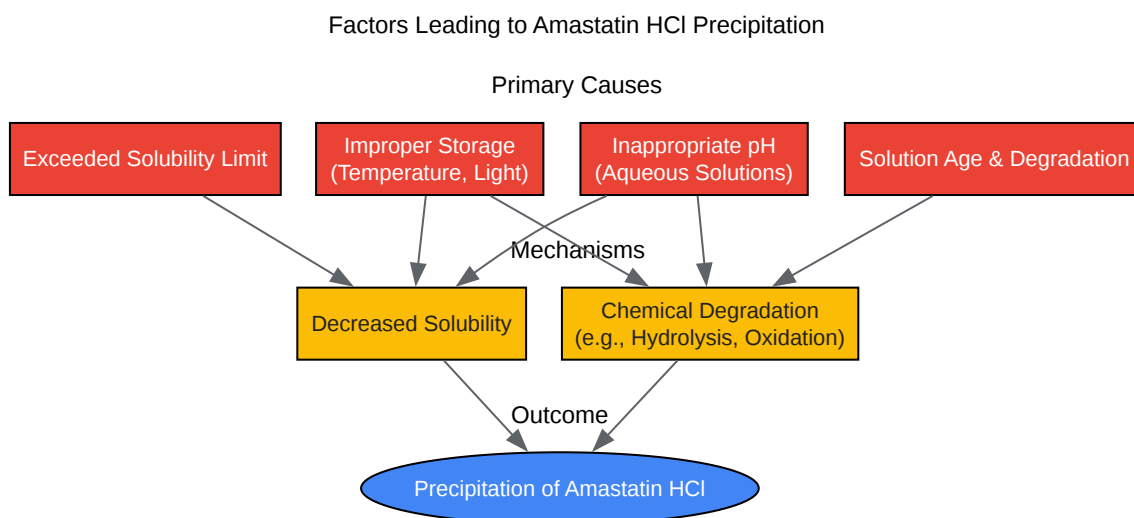 Factors Leading to Amastatin HCl Precipitation
Primary Causes
Exceeded Solubility Limit
Improper Storage
(Temperature, Light)
Inappropriate pH
(Aqueous Solutions)
Solution Age & Degradation
Mechanisms
Decreased Solubility
Chemical Degradation
(e.g., Hydrolysis, Oxidation)
Outcome
Precipitation of Amastatin HCl